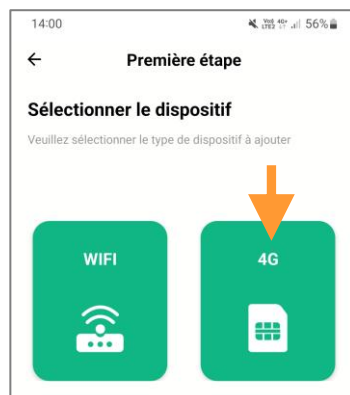 14:00 56%
Première étape
Sélectionner le dispositif
Veuillez sélectionner le type de dispositif à ajouter
WIFI 4G